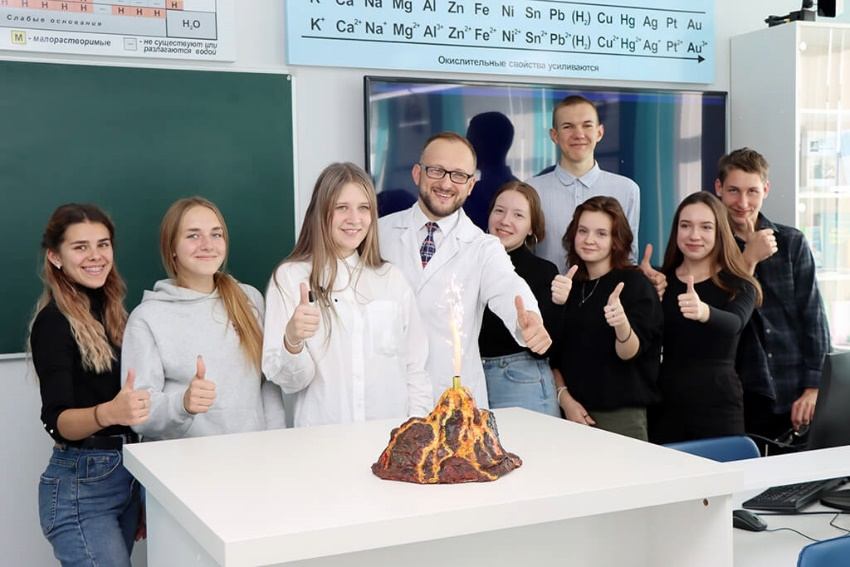 Н Н Н Н Н
Слабые основания
H₂O
М - малорастворимые
— - не существуют или разлагаются водой
K Ca Na Mg Al Zn Fe Ni Sn Pb (H₂) Cu Hg Ag Pt Au
K⁺ Ca²⁺ Na⁺ Mg²⁺ Al³⁺ Zn²⁺ Fe²⁺ Ni²⁺ Sn²⁺ Pb²⁺ (H₂) Cu²⁺ Hg²⁺ Ag⁺ Pt²⁺ Au³⁺
Окислительные свойства усиливаются